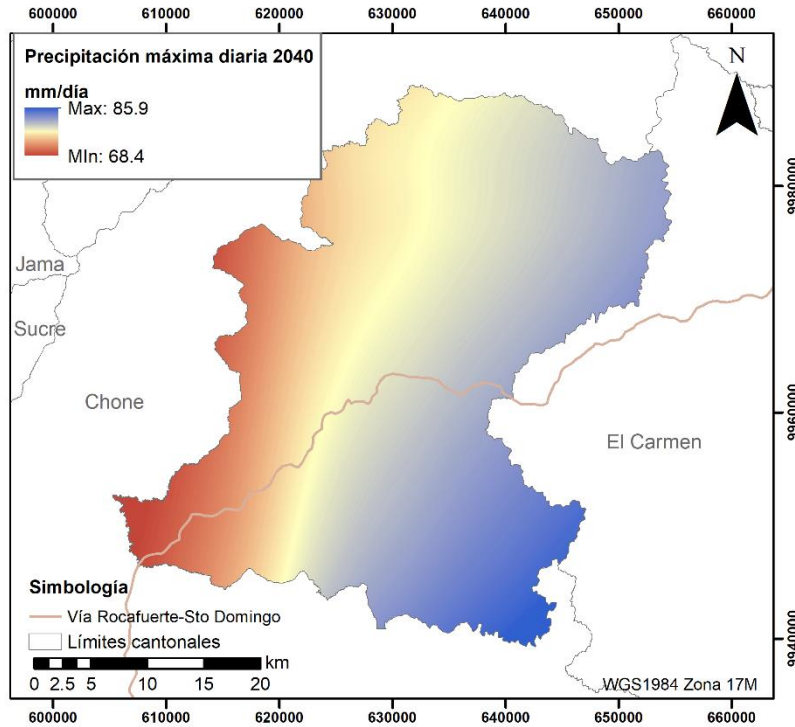 600000 610000 620000 630000 640000 650000 660000
Precipitación máxima diaria 2040
mm/día
Max: 85.9
MIn: 68.4
N
9980000
Jama
Sucre
Chone
9960000
El Carmen
Simbología
Vía Rocafuerte-Sto Domingo
Límites cantonales
km
0 2.5 5 10 15 20
9940000
WGS1984 Zona 17M
600000 610000 620000 630000 640000 650000 660000